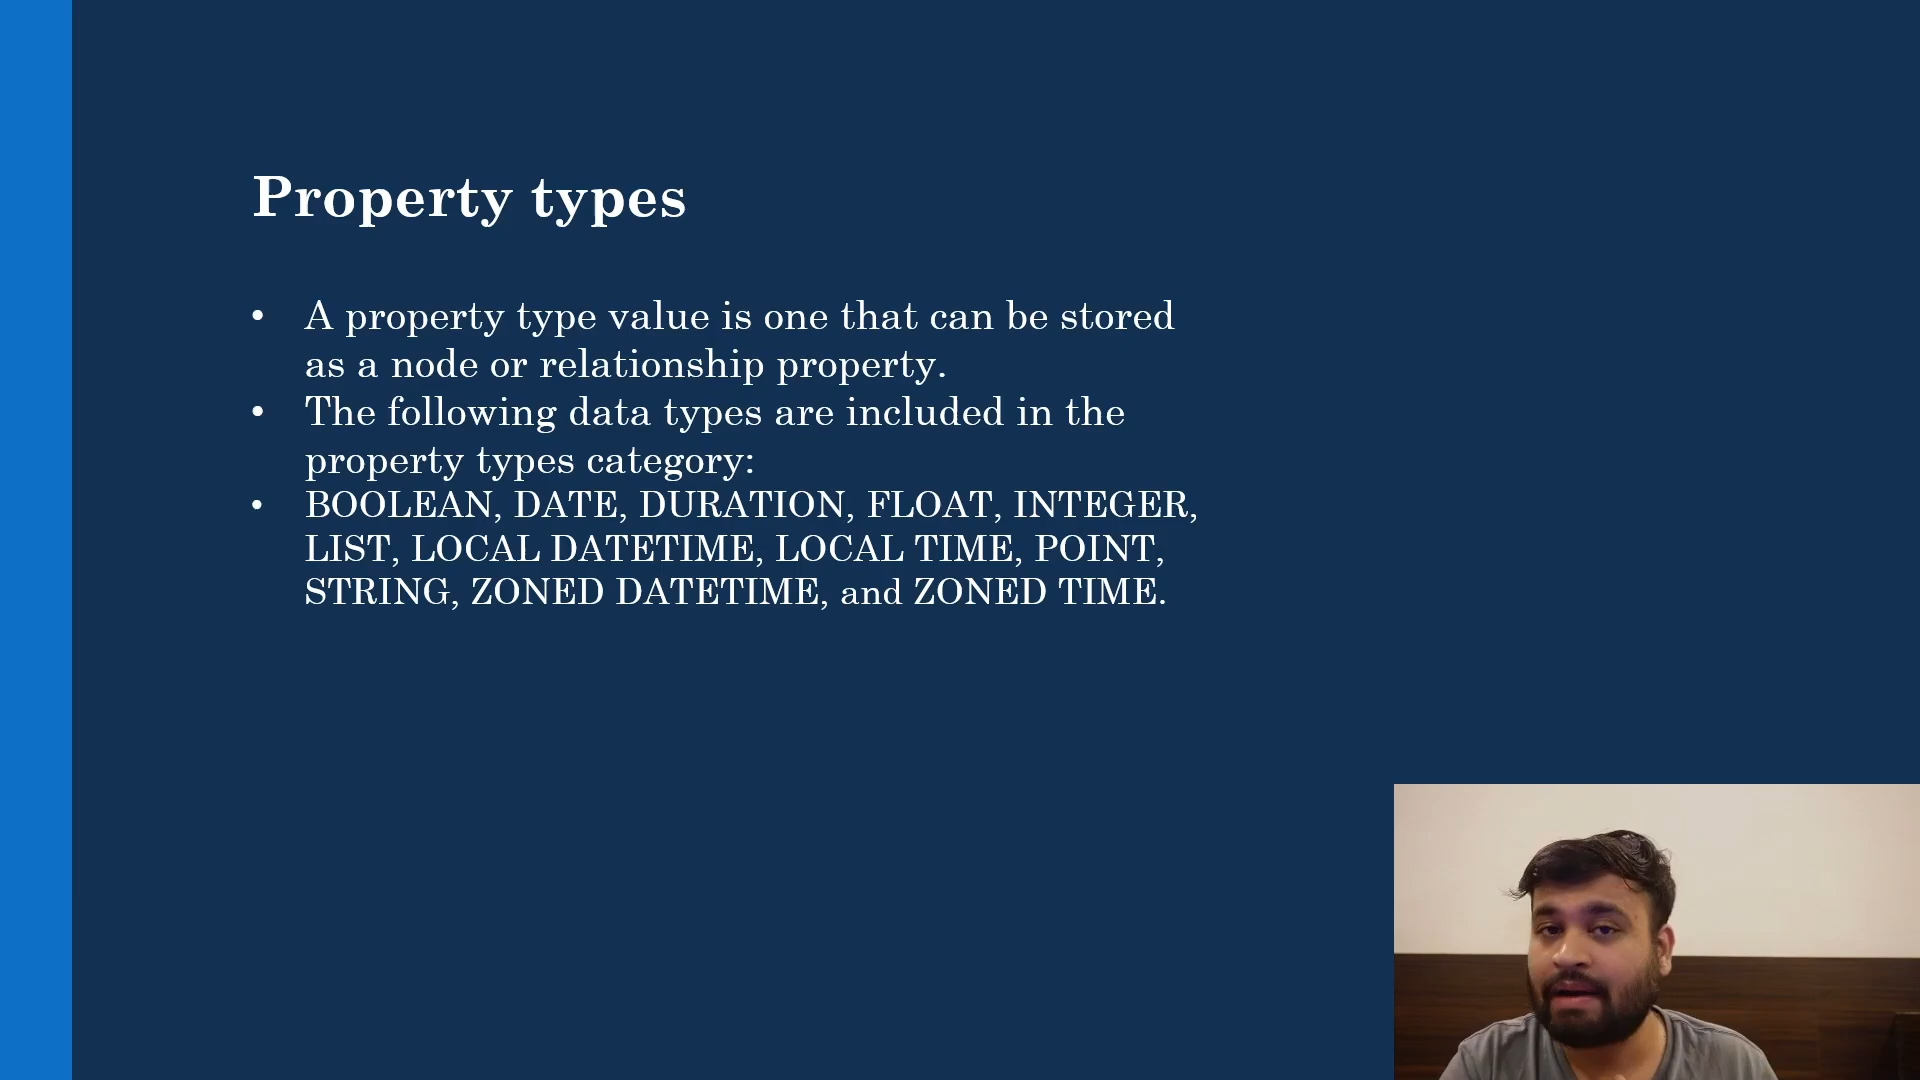 Property types
• A property type value is one that can be stored
as a node or relationship property.
• The following data types are included in the
property types category:
• BOOLEAN, DATE, DURATION, FLOAT, INTEGER,
LIST, LOCAL DATETIME, LOCAL TIME, POINT,
STRING, ZONED DATETIME, and ZONED TIME.